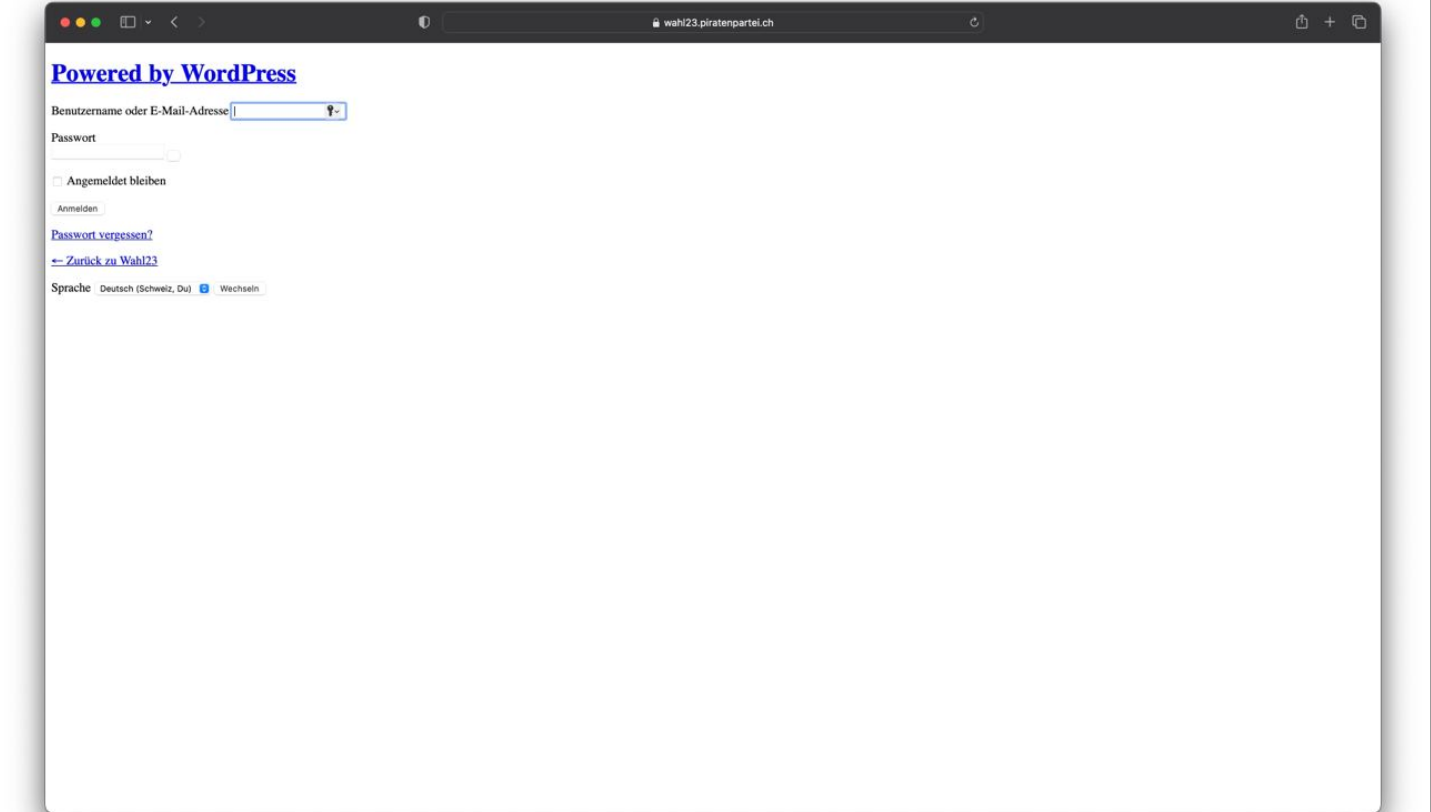 wahl23.piratenpartei.ch
Powered by WordPress
Benutzername oder E-Mail-Adresse
Passwort
Angemeldet bleiben
Anmelden
Passwort vergessen?
← Zurück zu Wahl23
Sprache Deutsch (Schweiz, Du) Wechseln